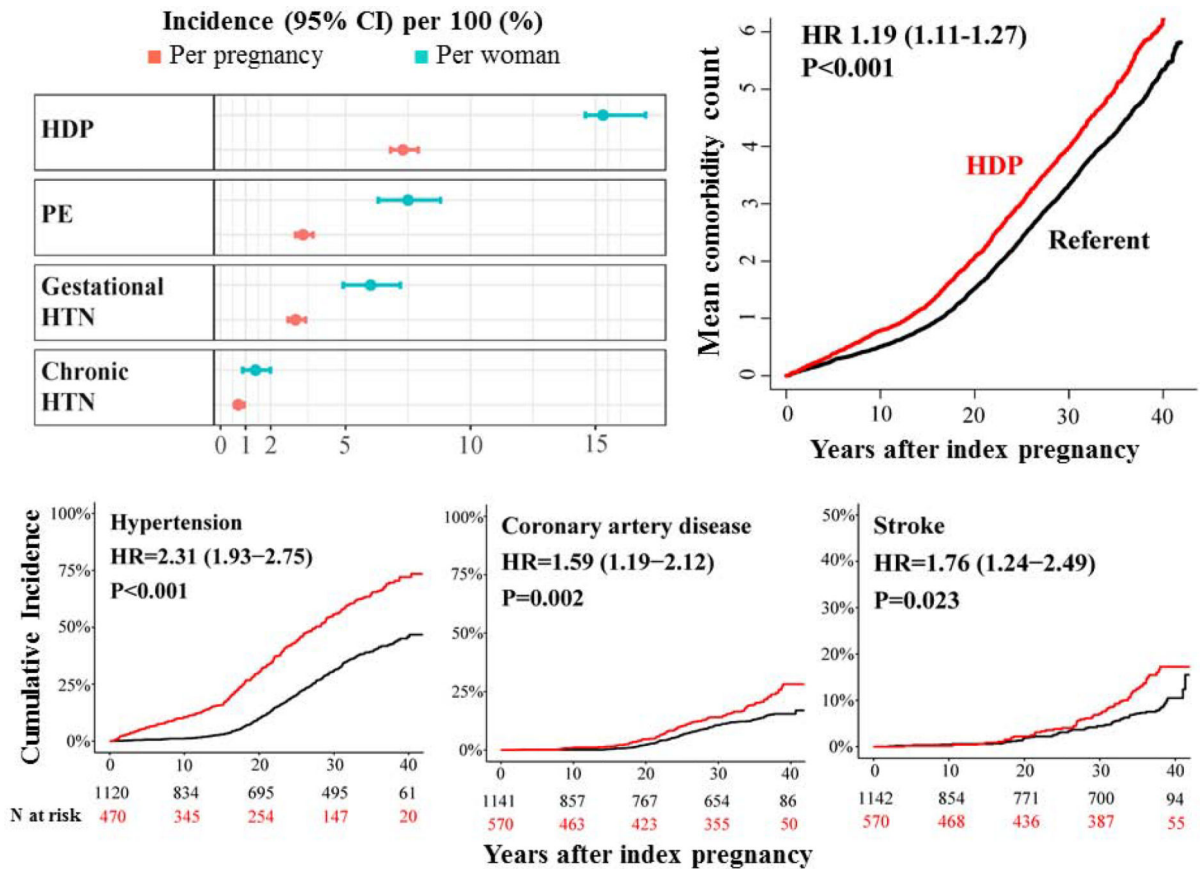 Incidence (95% CI) per 100 (%)
Per pregnancy Per woman
HDP
PE
Gestational
HTN
Chronic
HTN
0 1 2 5 10 15
HR 1.19 (1.11-1.27)
P<0.001
HDP
Referent
Mean comorbidity count
6
5
4
3
2
1
0
0 10 20 30 40
Years after index pregnancy
Cumulative Incidence
100%
75%
50%
25%
0%
Hypertension
HR=2.31 (1.93−2.75)
P<0.001
0 10 20 30 40
1120 834 695 495 61
N at risk 470 345 254 147 20
100%
75%
50%
25%
0%
Coronary artery disease
HR=1.59 (1.19−2.12)
P=0.002
0 10 20 30 40
1141 857 767 654 86
570 463 423 355 50
50%
40%
30%
20%
10%
0%
Stroke
HR=1.76 (1.24−2.49)
P=0.023
0 10 20 30 40
1142 854 771 700 94
570 468 436 387 55
Years after index pregnancy